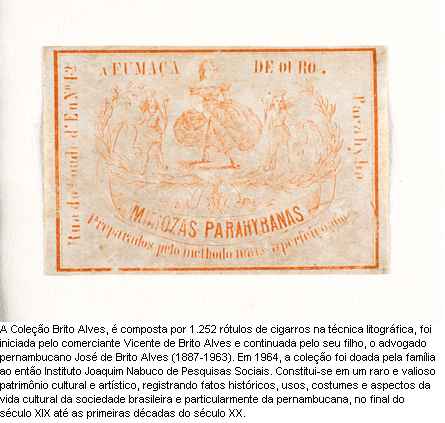 A FUMAÇA DE OURO.
Rua do Conde d'Eu Nº 42
Parahyba
MIMOZAS PARAHYBANAS
Preparados pelo methodo mais aperfeiçoado
A Coleção Brito Alves, é composta por 1.252 rótulos de cigarros na técnica litográfica, foi
iniciada pelo comerciante Vicente de Brito Alves e continuada pelo seu filho, o advogado
pernambucano José de Brito Alves (1887-1963). Em 1964, a coleção foi doada pela família
ao então Instituto Joaquim Nabuco de Pesquisas Sociais. Constitui-se em um raro e valioso
patrimônio cultural e artístico, registrando fatos históricos, usos, costumes e aspectos da
vida cultural da sociedade brasileira e particularmente da pernambucana, no final do
século XIX até as primeiras décadas do século XX.